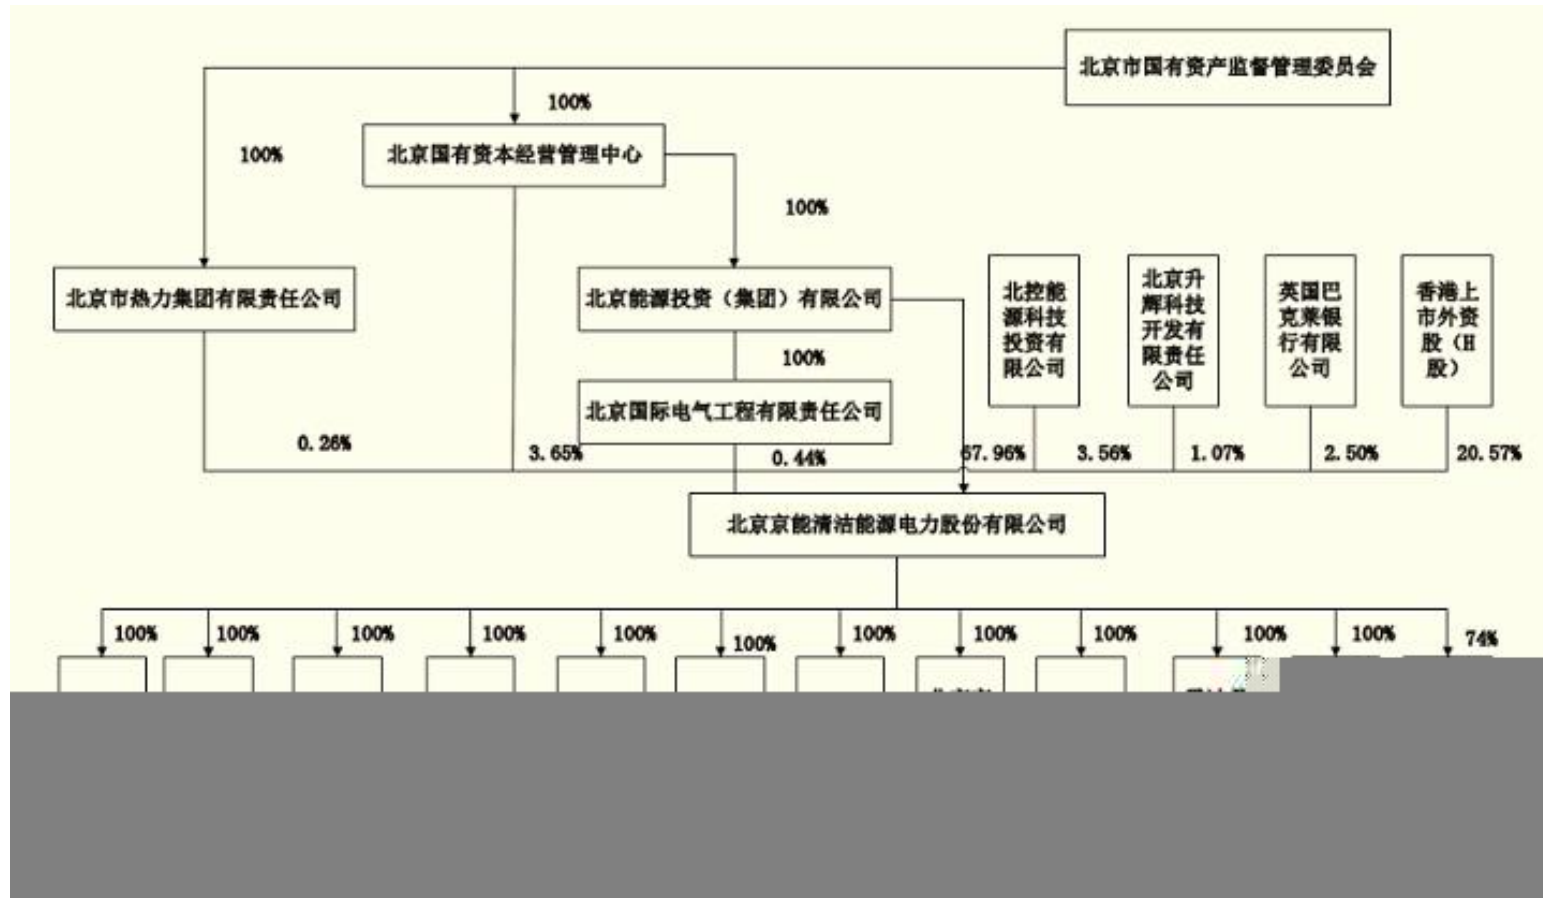 北京市国有资产监督管理委员会
100%
100%
北京国有资本经营管理中心
100%
北京市热力集团有限责任公司
北京能源投资（集团）有限公司
北控能
源科技
投资有
限公司
北京升
辉科技
开发有
限责任
公司
英国巴
克莱银
行有限
公司
香港上
市外资
股（H
股）
100%
北京国际电气工程有限责任公司
0.26%
3.65%
0.44%
67.96%
3.56%
1.07%
2.50%
20.57%
北京京能清洁能源电力股份有限公司
100%
100%
100%
100%
100%
100%
100%
100%
100%
100%
100%
74%